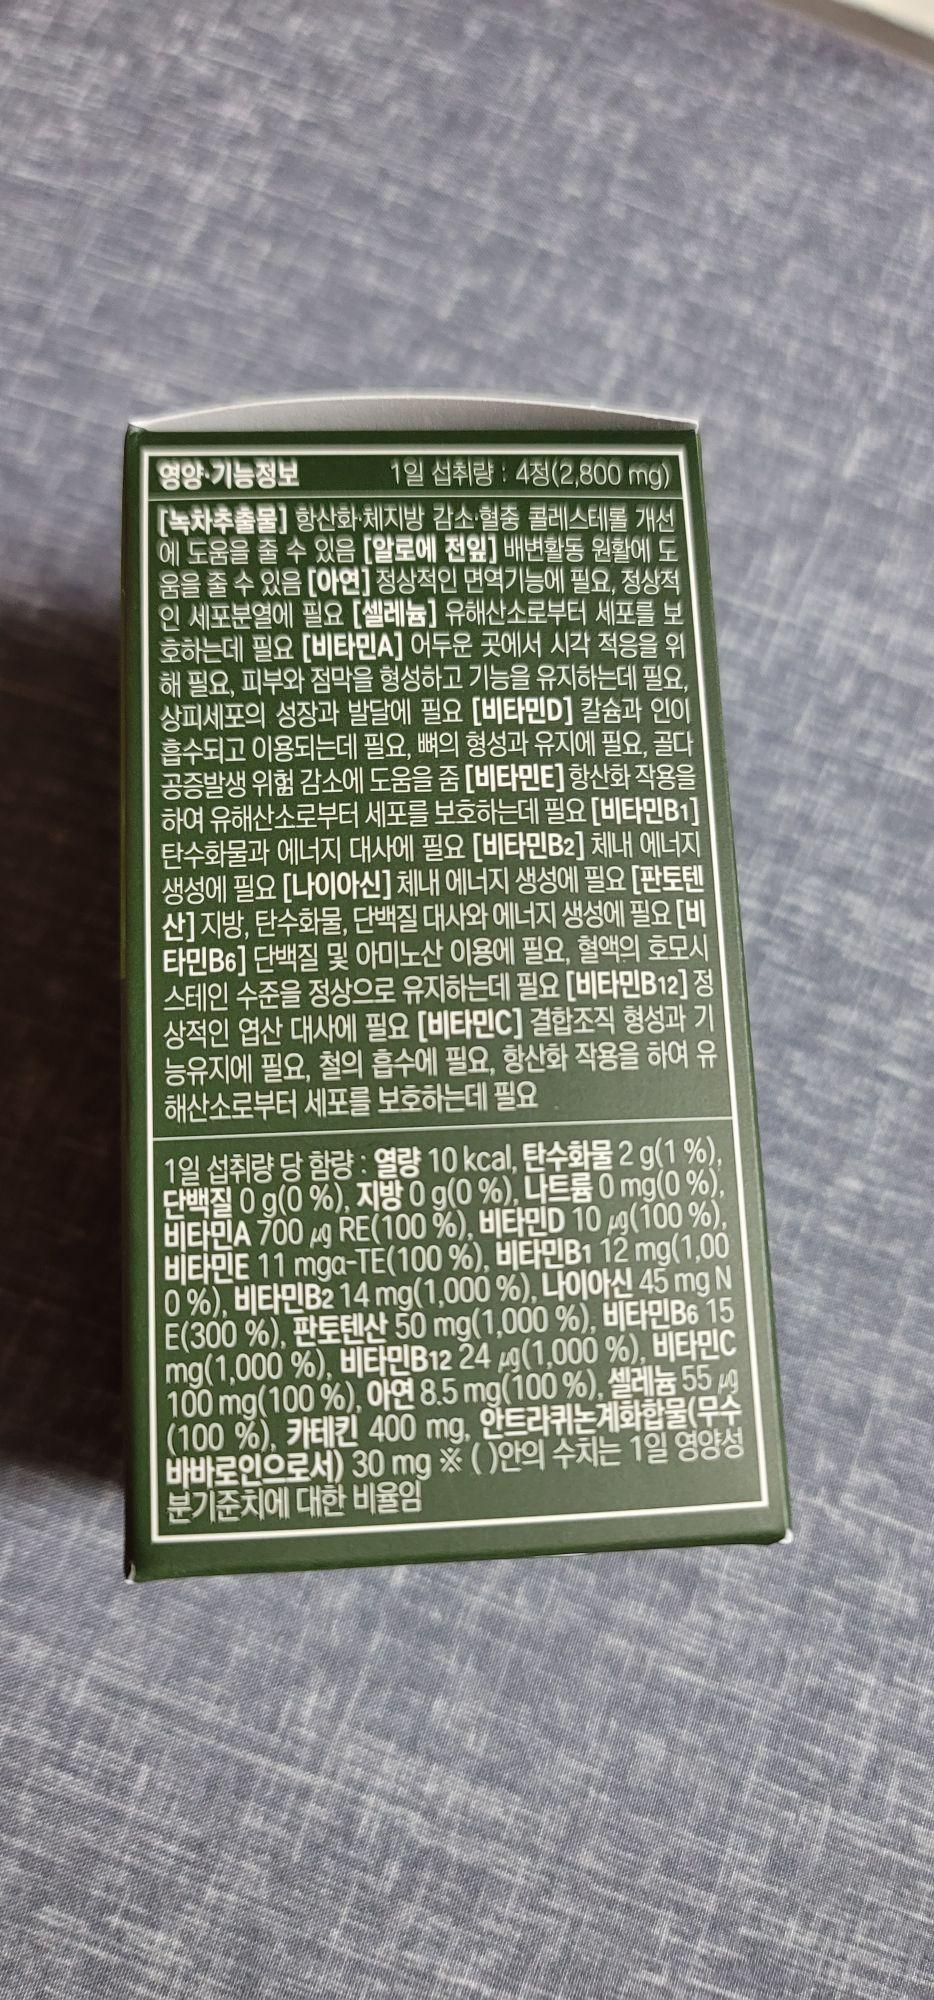 영양·기능정보 1일 섭취량 : 4정(2,800 mg)
[녹차추출물] 항산화·체지방 감소·혈중 콜레스테롤 개선
에 도움을 줄 수 있음 [알로에 전잎] 배변활동 원활에 도
움을 줄 수 있음 [아연] 정상적인 면역기능에 필요, 정상적
인 세포분열에 필요 [셀레늄] 유해산소로부터 세포를 보
호하는데 필요 [비타민A] 어두운 곳에서 시각 적응을 위
해 필요, 피부와 점막을 형성하고 기능을 유지하는데 필요,
상피세포의 성장과 발달에 필요 [비타민D] 칼슘과 인이
흡수되고 이용되는데 필요, 뼈의 형성과 유지에 필요, 골다
공증발생 위험 감소에 도움을 줌 [비타민E] 항산화 작용을
하여 유해산소로부터 세포를 보호하는데 필요 [비타민B1]
탄수화물과 에너지 대사에 필요 [비타민B2] 체내 에너지
생성에 필요 [나이아신] 체내 에너지 생성에 필요 [판토텐
산] 지방, 탄수화물, 단백질 대사와 에너지 생성에 필요 [비
타민B6] 단백질 및 아미노산 이용에 필요, 혈액의 호모시
스테인 수준을 정상으로 유지하는데 필요 [비타민B12] 정
상적인 엽산 대사에 필요 [비타민C] 결합조직 형성과 기
능유지에 필요, 철의 흡수에 필요, 항산화 작용을 하여 유
해산소로부터 세포를 보호하는데 필요
1일 섭취량 당 함량 : 열량 10 kcal, 탄수화물 2 g(1 %),
단백질 0 g(0 %), 지방 0 g(0 %), 나트륨 0 mg(0 %),
비타민A 700 ㎍ RE(100 %), 비타민D 10 ㎍(100 %),
비타민E 11 mgα-TE(100 %), 비타민B1 12 mg(1,00
0 %), 비타민B2 14 mg(1,000 %), 나이아신 45 mg N
E(300 %), 판토텐산 50 mg(1,000 %), 비타민B6 15
mg(1,000 %), 비타민B12 24 ㎍(1,000 %), 비타민C
100 mg(100 %), 아연 8.5 mg(100 %), 셀레늄 55 ㎍
(100 %), 카테킨 400 mg, 안트라퀴논계화합물(무수
바바로인으로서) 30 mg ※ ( )안의 수치는 1일 영양성
분기준치에 대한 비율임